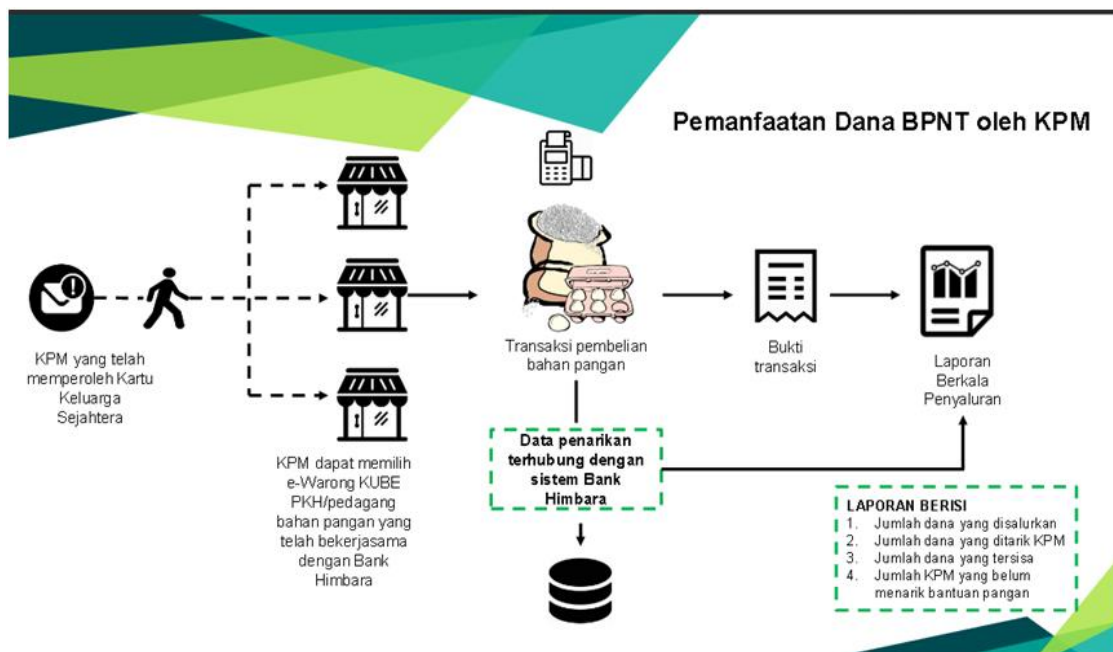 Pemanfaatan Dana BPNT oleh KPM
KPM yang telah
memperoleh Kartu
Keluarga
Sejahtera
KPM dapat memilih
e-Warong KUBE
PKH/pedagang
bahan pangan yang
telah bekerjasama
dengan Bank
Himbara
Transaksi pembelian
bahan pangan
Data penarikan
terhubung dengan
sistem Bank
Himbara
Bukti
transaksi
Laporan
Berkala
Penyaluran
LAPORAN BERISI
1. Jumlah dana yang disalurkan
2. Jumlah dana yang ditarik KPM
3. Jumlah dana yang tersisa
4. Jumlah KPM yang belum
menarik bantuan pangan